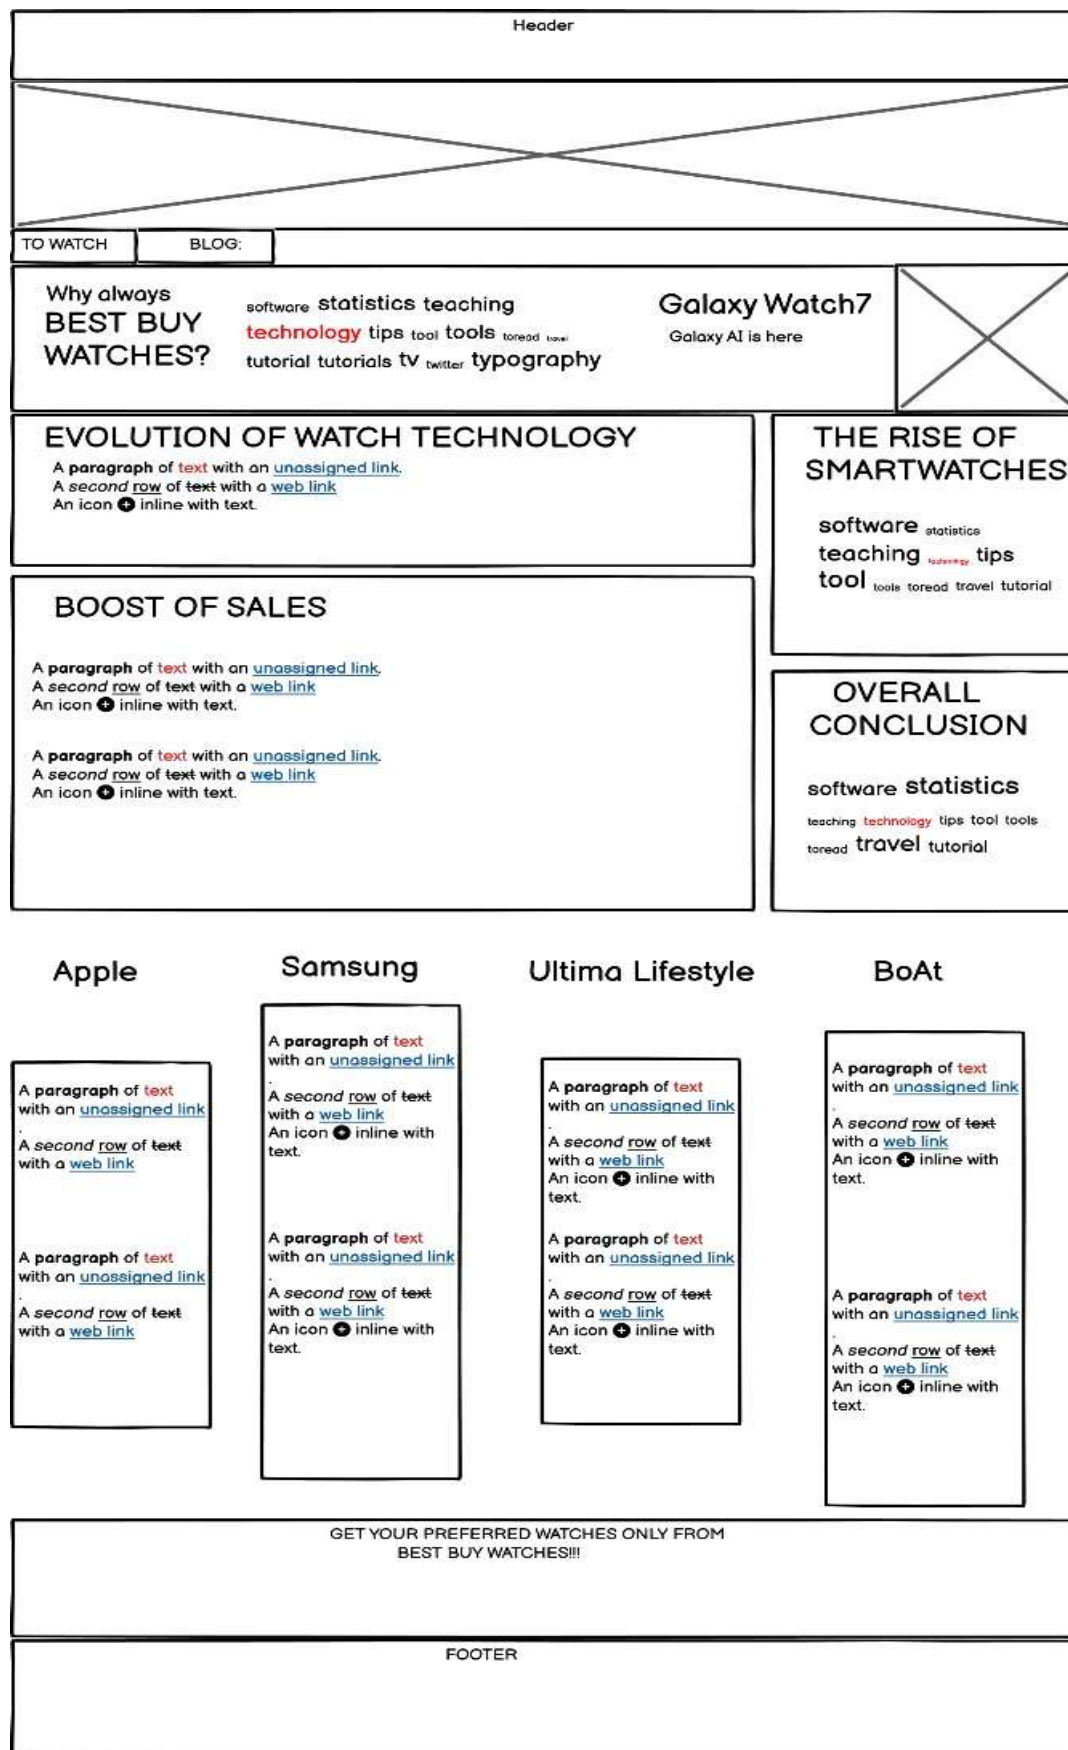 Header
TO WATCH
BLOG:
Why always
BEST BUY
WATCHES?
software statistics teaching
technology tips tool tools toread travel
tutorial tutorials tv twitter typography
Galaxy Watch7
Galaxy AI is here
EVOLUTION OF WATCH TECHNOLOGY
A paragraph of text with an unassigned link.
A second row of text with a web link
An icon inline with text.
THE RISE OF
SMARTWATCHES
software statistics
teaching technology tips
tool tools toread travel tutorial
BOOST OF SALES
A paragraph of text with an unassigned link.
A second row of text with a web link
An icon inline with text.
A paragraph of text with an unassigned link.
A second row of text with a web link
An icon inline with text.
OVERALL
CONCLUSION
software statistics
teaching technology tips tool tools
toread travel tutorial
Apple
A paragraph of text
with an unassigned link
.
A second row of text
with a web link
A paragraph of text
with an unassigned link
.
A second row of text
with a web link
Samsung
A paragraph of text
with an unassigned link
.
A second row of text
with a web link
An icon inline with
text.
A paragraph of text
with an unassigned link
.
A second row of text
with a web link
An icon inline with
text.
Ultima Lifestyle
A paragraph of text
with an unassigned link
.
A second row of text
with a web link
An icon inline with
text.
A paragraph of text
with an unassigned link
.
A second row of text
with a web link
An icon inline with
text.
BoAt
A paragraph of text
with an unassigned link
.
A second row of text
with a web link
An icon inline with
text.
A paragraph of text
with an unassigned link
.
A second row of text
with a web link
An icon inline with
text.
GET YOUR PREFERRED WATCHES ONLY FROM
BEST BUY WATCHES!!!
FOOTER